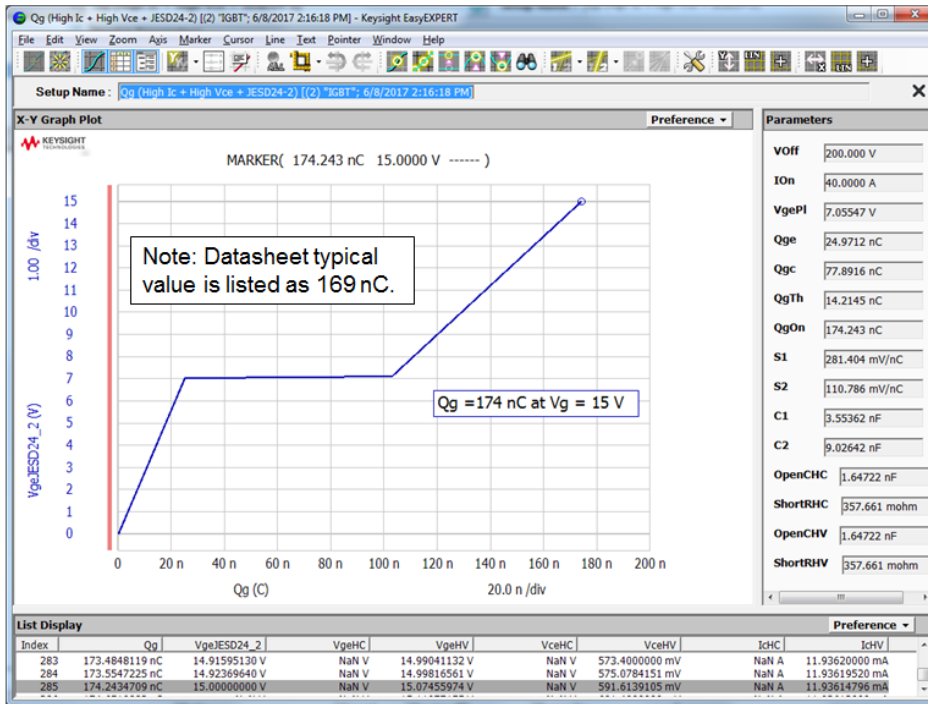 Qg (High Ic + High Vce + JESD24-2) [(2) "IGBT"; 6/8/2017 2:16:18 PM] - Keysight EasyEXPERT
File Edit View Zoom Axis Marker Cursor Line Text Pointer Window Help
Setup Name : Qg (High Ic + High Vce + JESD24-2) [(2) "IGBT"; 6/8/2017 2:16:18 PM]
X-Y Graph Plot
Preference
KEYSIGHT
TECHNOLOGIES
MARKER( 174.243 nC 15.0000 V ------ )
1.00 /div
VgeJESD24_2 (V)
15
14
13
12
11
10
9
8
7
6
5
4
3
2
1
0
Note: Datasheet typical
value is listed as 169 nC.
Qg =174 nC at Vg = 15 V
0 20 n 40 n 60 n 80 n 100 n 120 n 140 n 160 n 180 n 200 n
Qg (C)
20.0 n /div
Parameters
VOff 200.000 V
IOn 40.0000 A
VgePl 7.05547 V
Qge 24.9712 nC
Qgc 77.8916 nC
QgTh 14.2145 nC
QgOn 174.243 nC
S1 281.404 mV/nC
S2 110.786 mV/nC
C1 3.55362 nF
C2 9.02642 nF
OpenCHC 1.64722 nF
ShortRHC 357.661 mohm
OpenCHV 1.64722 nF
ShortRHV 357.661 mohm
List Display
Preference
Index Qg VgeJESD24_2 VgeHC VgeHV VceHC VceHV IcHC IcHV
283 173.4848119 nC 14.91595130 V NaN V 14.99041132 V NaN V 573.4000000 mV NaN A 11.93620000 mA
284 173.5547225 nC 14.92369640 V NaN V 14.99816561 V NaN V 575.0784151 mV NaN A 11.93619520 mA
285 174.2434709 nC 15.00000000 V NaN V 15.07455974 V NaN V 591.6139105 mV NaN A 11.93614796 mA